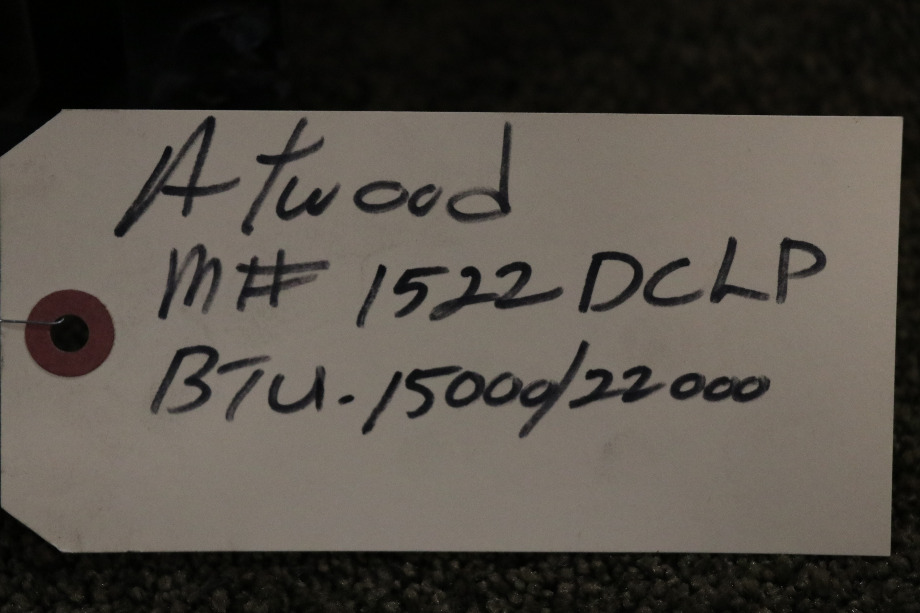 Atwood
M# 1522 DCLP
BTU. 15000/22000